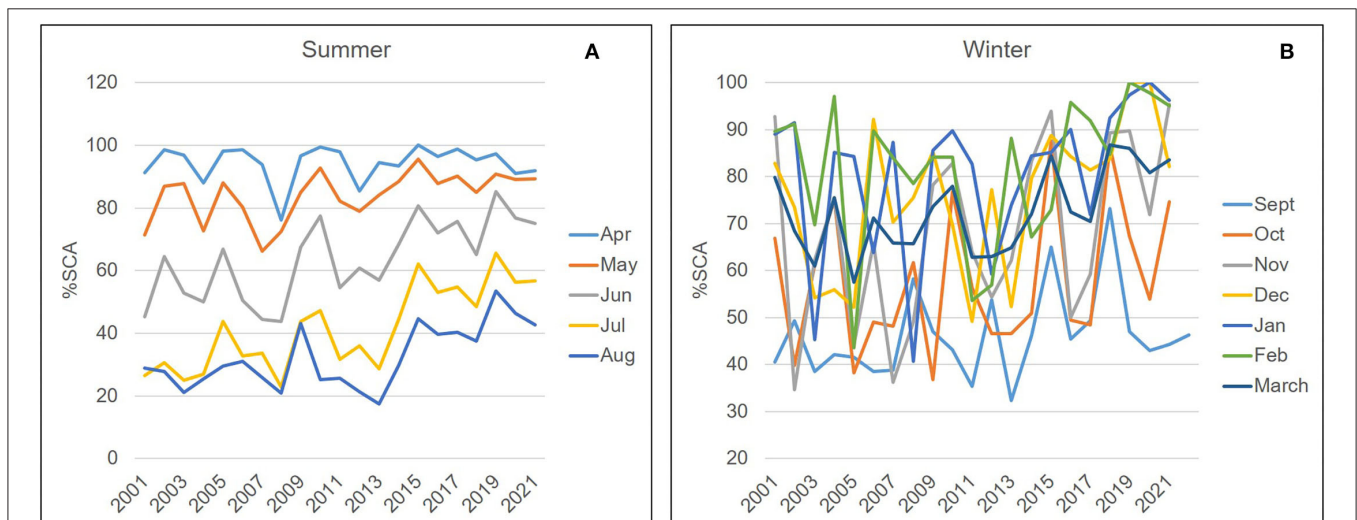 Summer
A
120
100
80
60
40
20
0
%SCA
2001
2003
2005
2007
2009
2011
2013
2015
2017
2019
2021
Apr
May
Jun
Jul
Aug
Winter
B
100
90
80
70
60
50
40
30
20
%SCA
2001
2003
2005
2007
2009
2011
2013
2015
2017
2019
2021
Sept
Oct
Nov
Dec
Jan
Feb
March